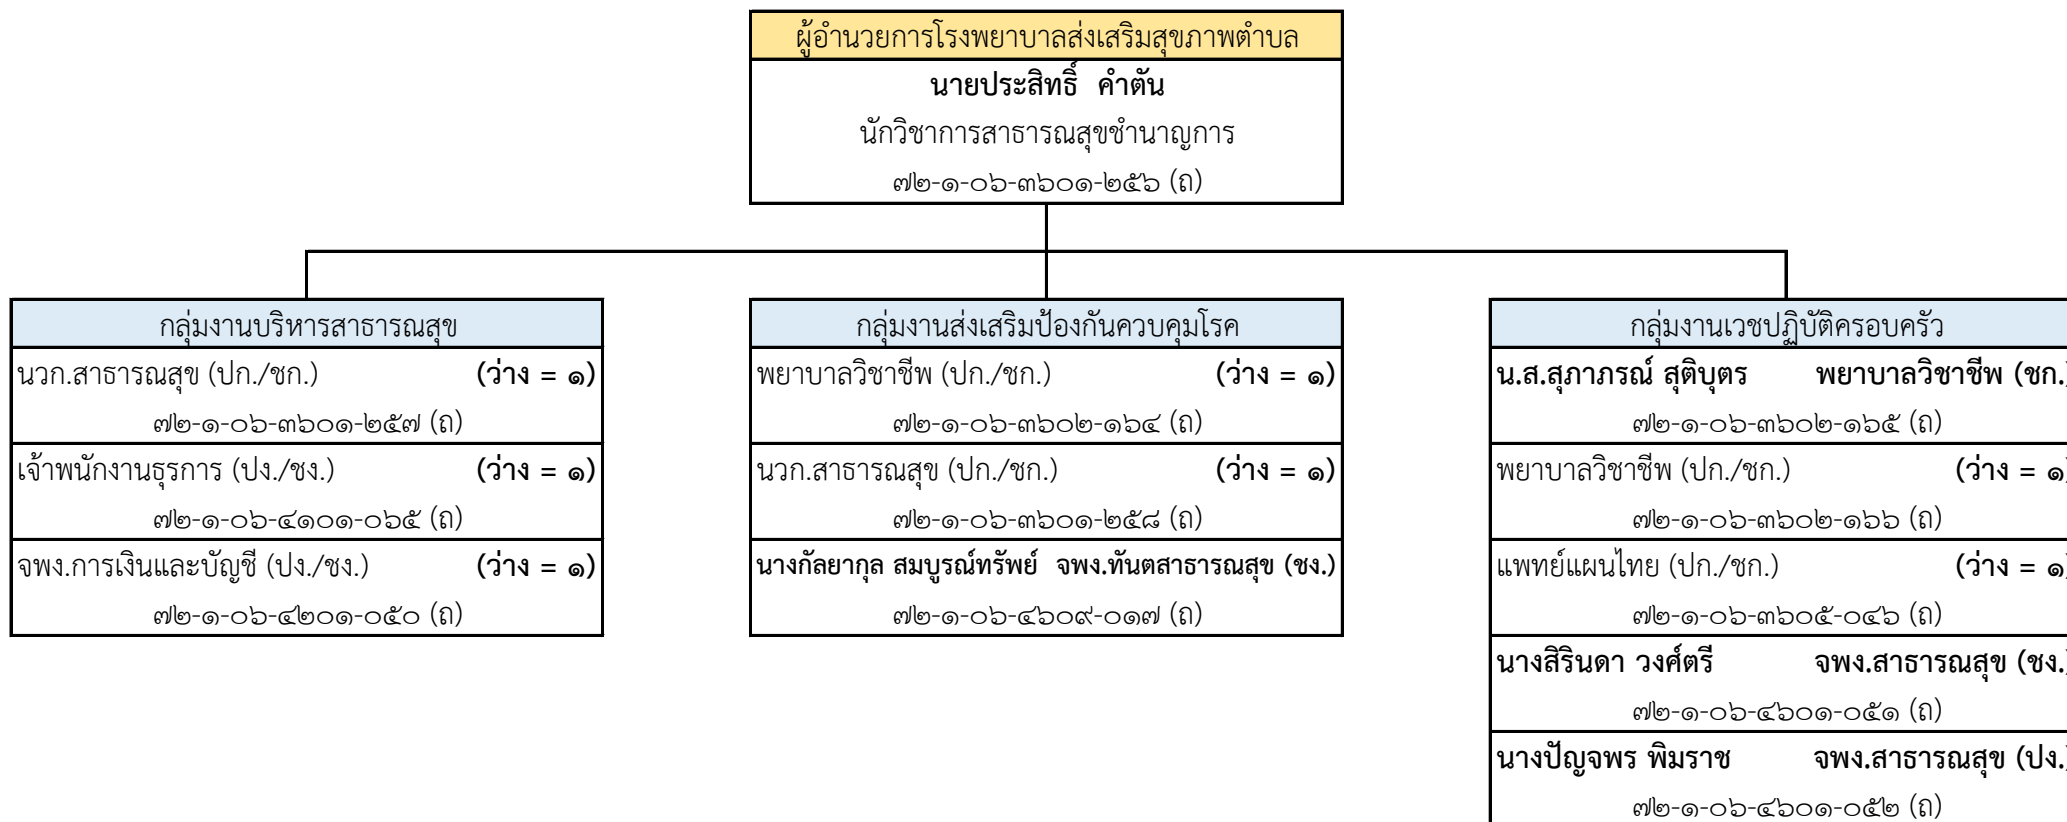 ผู้อำนวยการโรงพยาบาลส่งเสริมสุขภาพตำบล
นายประสิทธิ์ คำตัน
นักวิชาการสาธารณสุขชำนาญการ
๗๒-๑-๐๖-๓๖๐๑-๒๕๖ (ถ)
กลุ่มงานบริหารสาธารณสุข
นวก.สาธารณสุข (ปก./ชก.) (ว่าง = ๑)
๗๒-๑-๐๖-๓๖๐๑-๒๕๗ (ถ)
เจ้าพนักงานธุรการ (ปง./ชง.) (ว่าง = ๑)
๗๒-๑-๐๖-๔๑๐๑-๐๖๕ (ถ)
จพง.การเงินและบัญชี (ปง./ชง.) (ว่าง = ๑)
๗๒-๑-๐๖-๔๒๐๑-๐๕๐ (ถ)
กลุ่มงานส่งเสริมป้องกันควบคุมโรค
พยาบาลวิชาชีพ (ปก./ชก.) (ว่าง = ๑)
๗๒-๑-๐๖-๓๖๐๒-๑๖๔ (ถ)
นวก.สาธารณสุข (ปก./ชก.) (ว่าง = ๑)
๗๒-๑-๐๖-๓๖๐๑-๒๕๘ (ถ)
นางกัลยากุล สมบูรณ์ทรัพย์ จพง.ทันตสาธารณสุข (ชง.)
๗๒-๑-๐๖-๔๖๐๙-๐๑๗ (ถ)
กลุ่มงานเวชปฏิบัติครอบครัว
น.ส.สุภาภรณ์ สุติบุตร พยาบาลวิชาชีพ (ชก.)
๗๒-๑-๐๖-๓๖๐๒-๑๖๕ (ถ)
พยาบาลวิชาชีพ (ปก./ชก.) (ว่าง = ๑)
๗๒-๑-๐๖-๓๖๐๒-๑๖๖ (ถ)
แพทย์แผนไทย (ปก./ชก.) (ว่าง = ๑)
๗๒-๑-๐๖-๓๖๐๕-๐๔๖ (ถ)
นางสิรินดา วงศ์ตรี จพง.สาธารณสุข (ชง.)
๗๒-๑-๐๖-๔๖๐๑-๐๕๑ (ถ)
นางปัญจพร พิมราช จพง.สาธารณสุข (ปง.)
๗๒-๑-๐๖-๔๖๐๑-๐๕๒ (ถ)